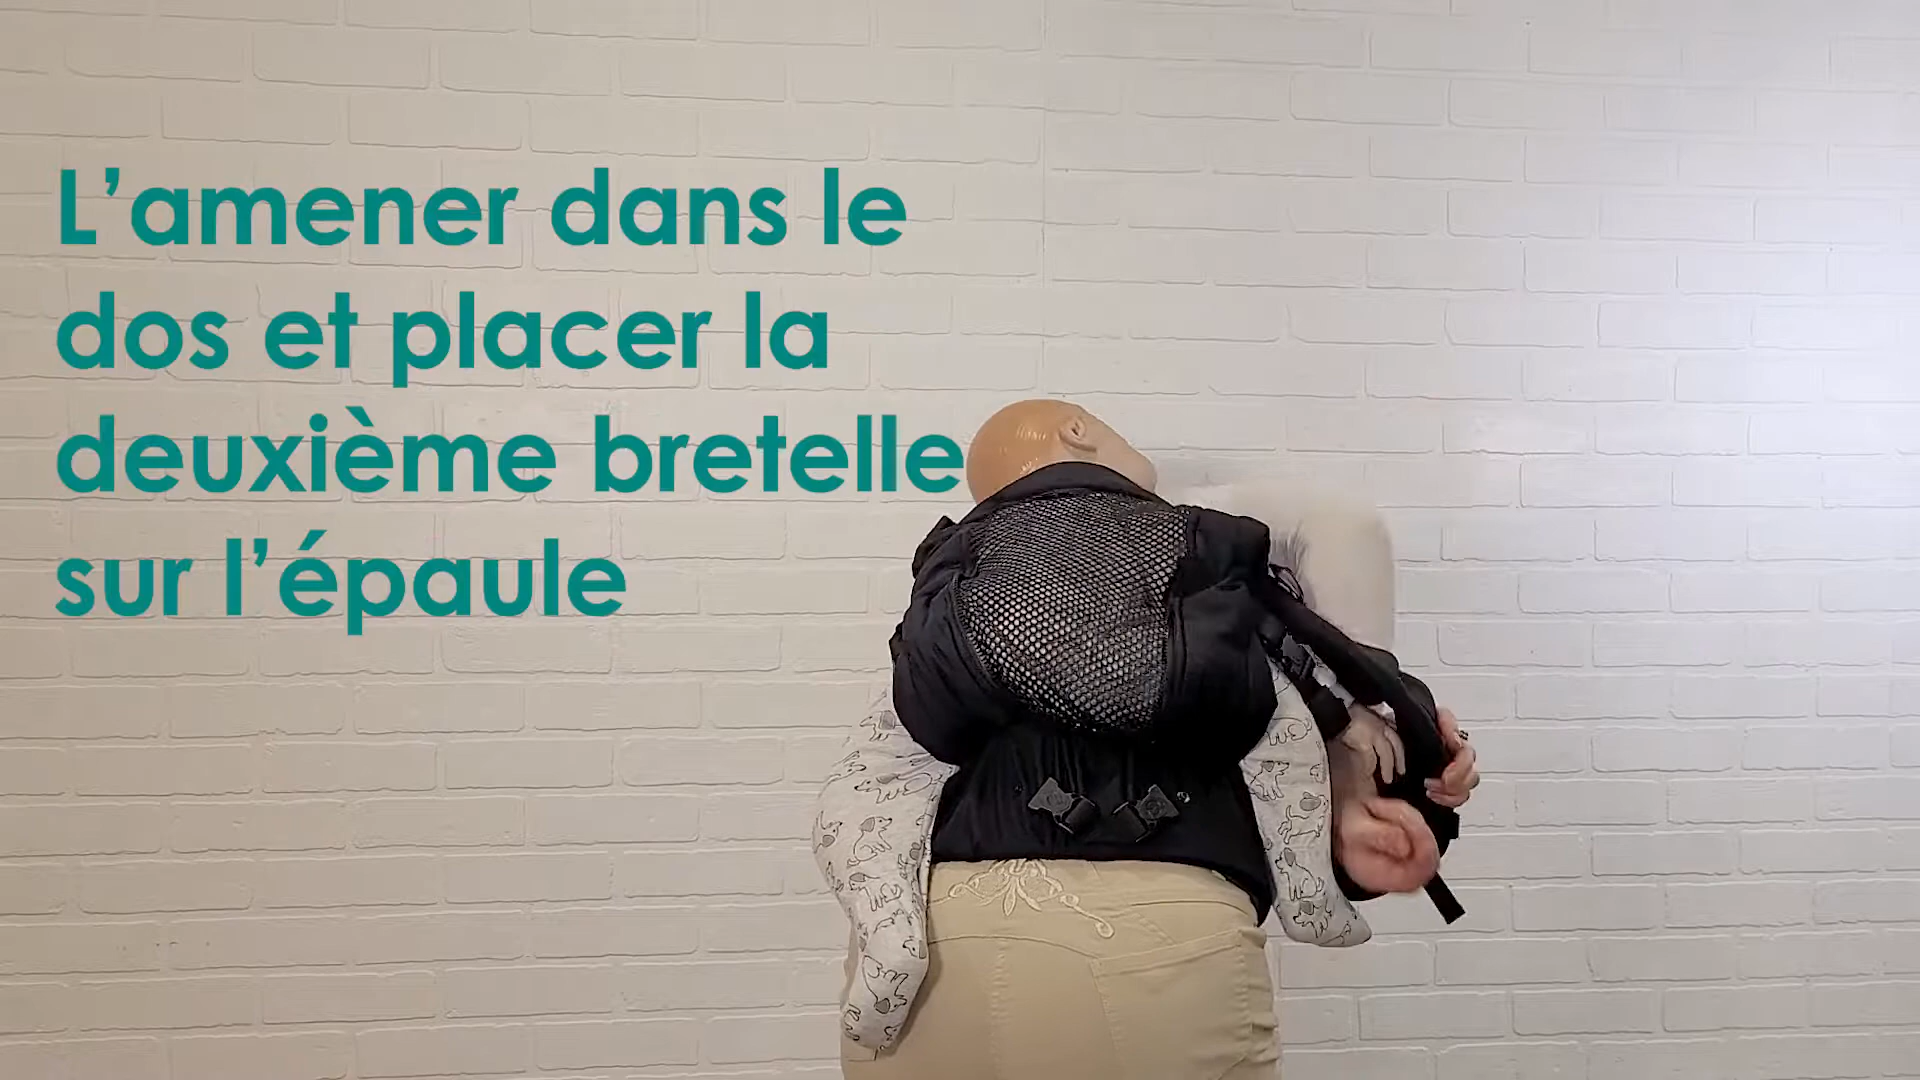 L’amener dans le
dos et placer la
deuxième bretelle
sur l’épaule